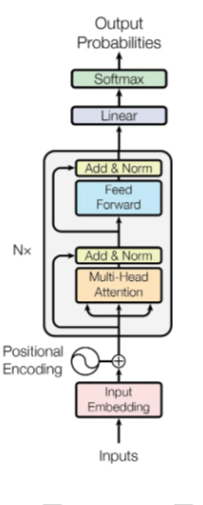 Output
Probabilities
Softmax
Linear
Add & Norm
Feed
Forward
Nx
Add & Norm
Multi-Head
Attention
Positional
Encoding
Input
Embedding
Inputs